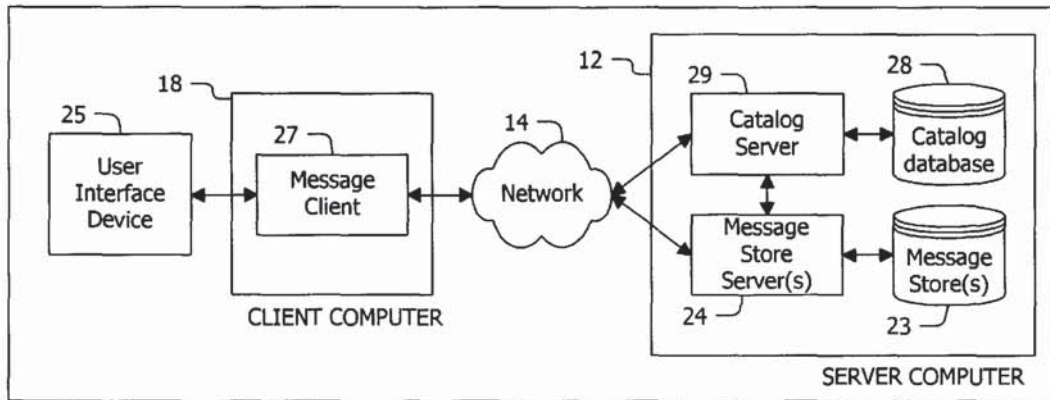 12
29
28
18
25
27
14
Catalog
Server
Catalog
database
User
Interface
Device
Message
Client
Network
Message
Store
Server(s)
Message
Store(s)
24
23
CLIENT COMPUTER
SERVER COMPUTER